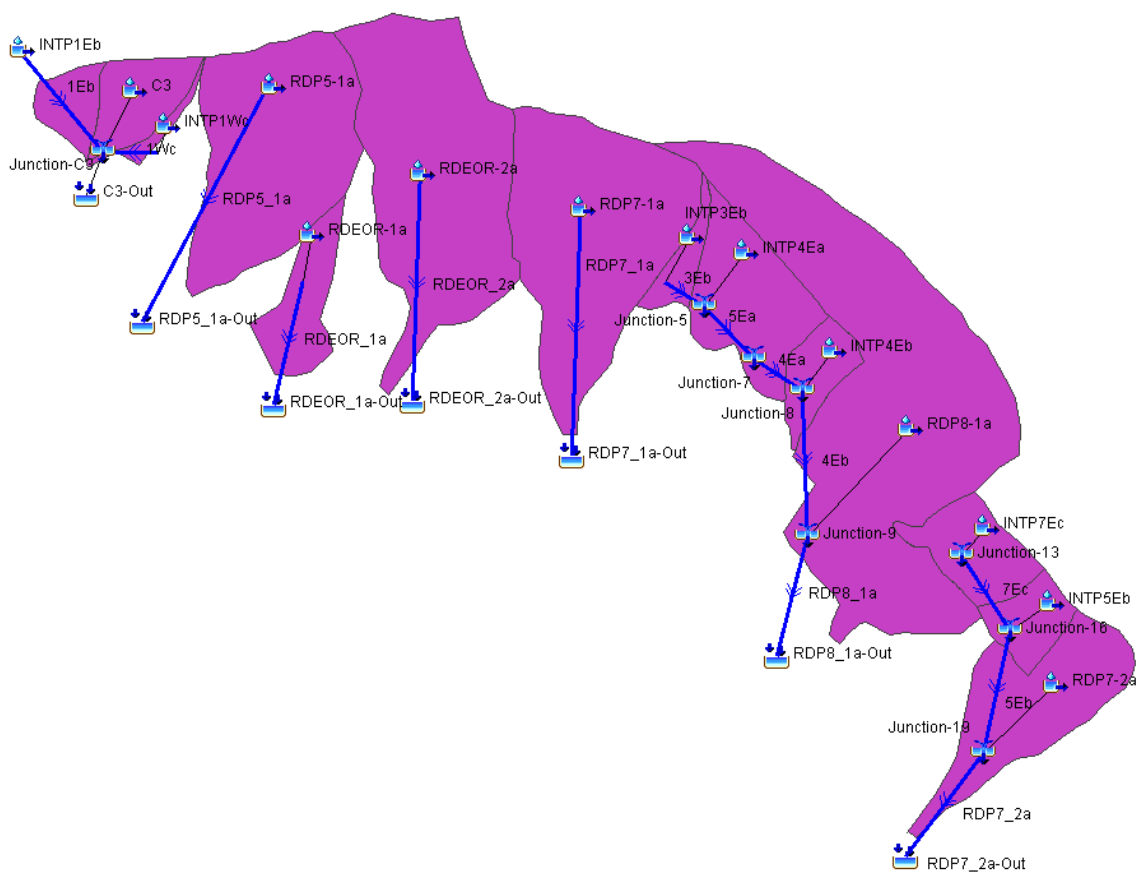 INTP1Eb
1Eb
C3
INTP1Wc
1Wc
Junction-C3
C3-Out
RDP5-1a
RDP5_1a
RDP5_1a-Out
RDEOR-1a
RDEOR_1a
RDEOR_1a-Out
RDEOR-2a
RDEOR_2a
RDEOR_2a-Out
RDP7-1a
RDP7_1a
RDP7_1a-Out
INTP3Eb
INTP4Ea
3Eb
Junction-5
5Ea
Junction-7
4Ea
INTP4Eb
Junction-8
4Eb
RDP8-1a
Junction-9
RDP8_1a
RDP8_1a-Out
INTP7Ec
Junction-13
7Ec
INTP5Eb
Junction-16
RDP7-2a
5Eb
Junction-19
RDP7_2a
RDP7_2a-Out